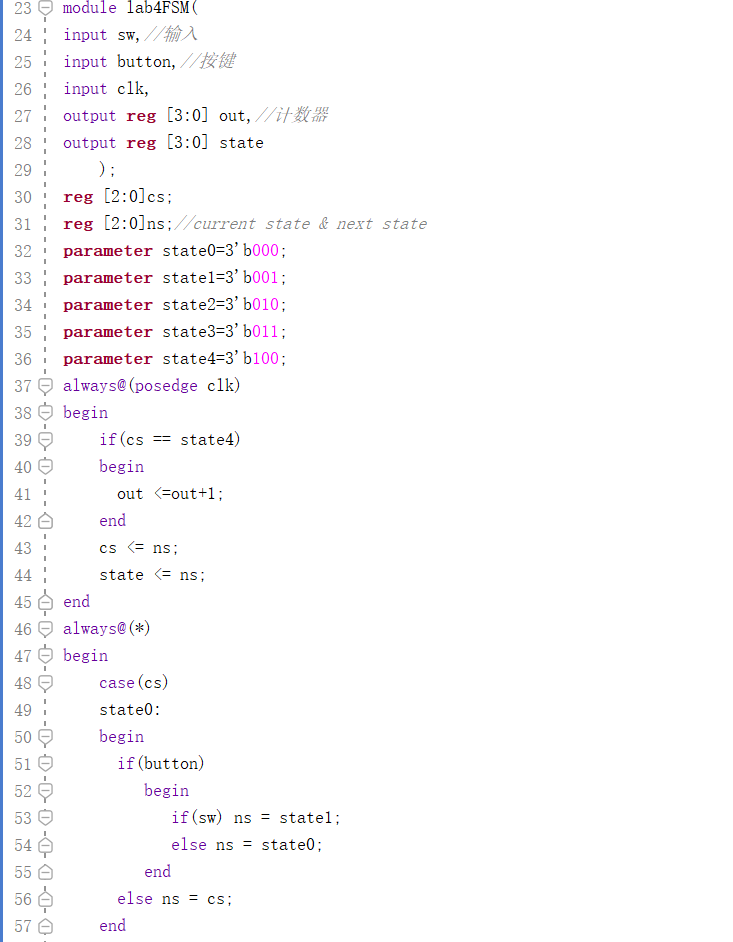 23 module lab4FSM(
24 input sw,//输入
25 input button,//按键
26 input clk,
27 output reg [3:0] out,//计数器
28 output reg [3:0] state
29     );
30 reg [2:0]cs;
31 reg [2:0]ns;//current state & next state
32 parameter state0=3'b000;
33 parameter state1=3'b001;
34 parameter state2=3'b010;
35 parameter state3=3'b011;
36 parameter state4=3'b100;
37 always@(posedge clk)
38 begin
39     if(cs == state4)
40     begin
41       out <=out+1;
42     end
43     cs <= ns;
44     state <= ns;
45 end
46 always@(*)
47 begin
48     case(cs)
49     state0:
50     begin
51       if(button)
52          begin
53             if(sw) ns = state1;
54             else ns = state0;
55          end
56       else ns = cs;
57     end